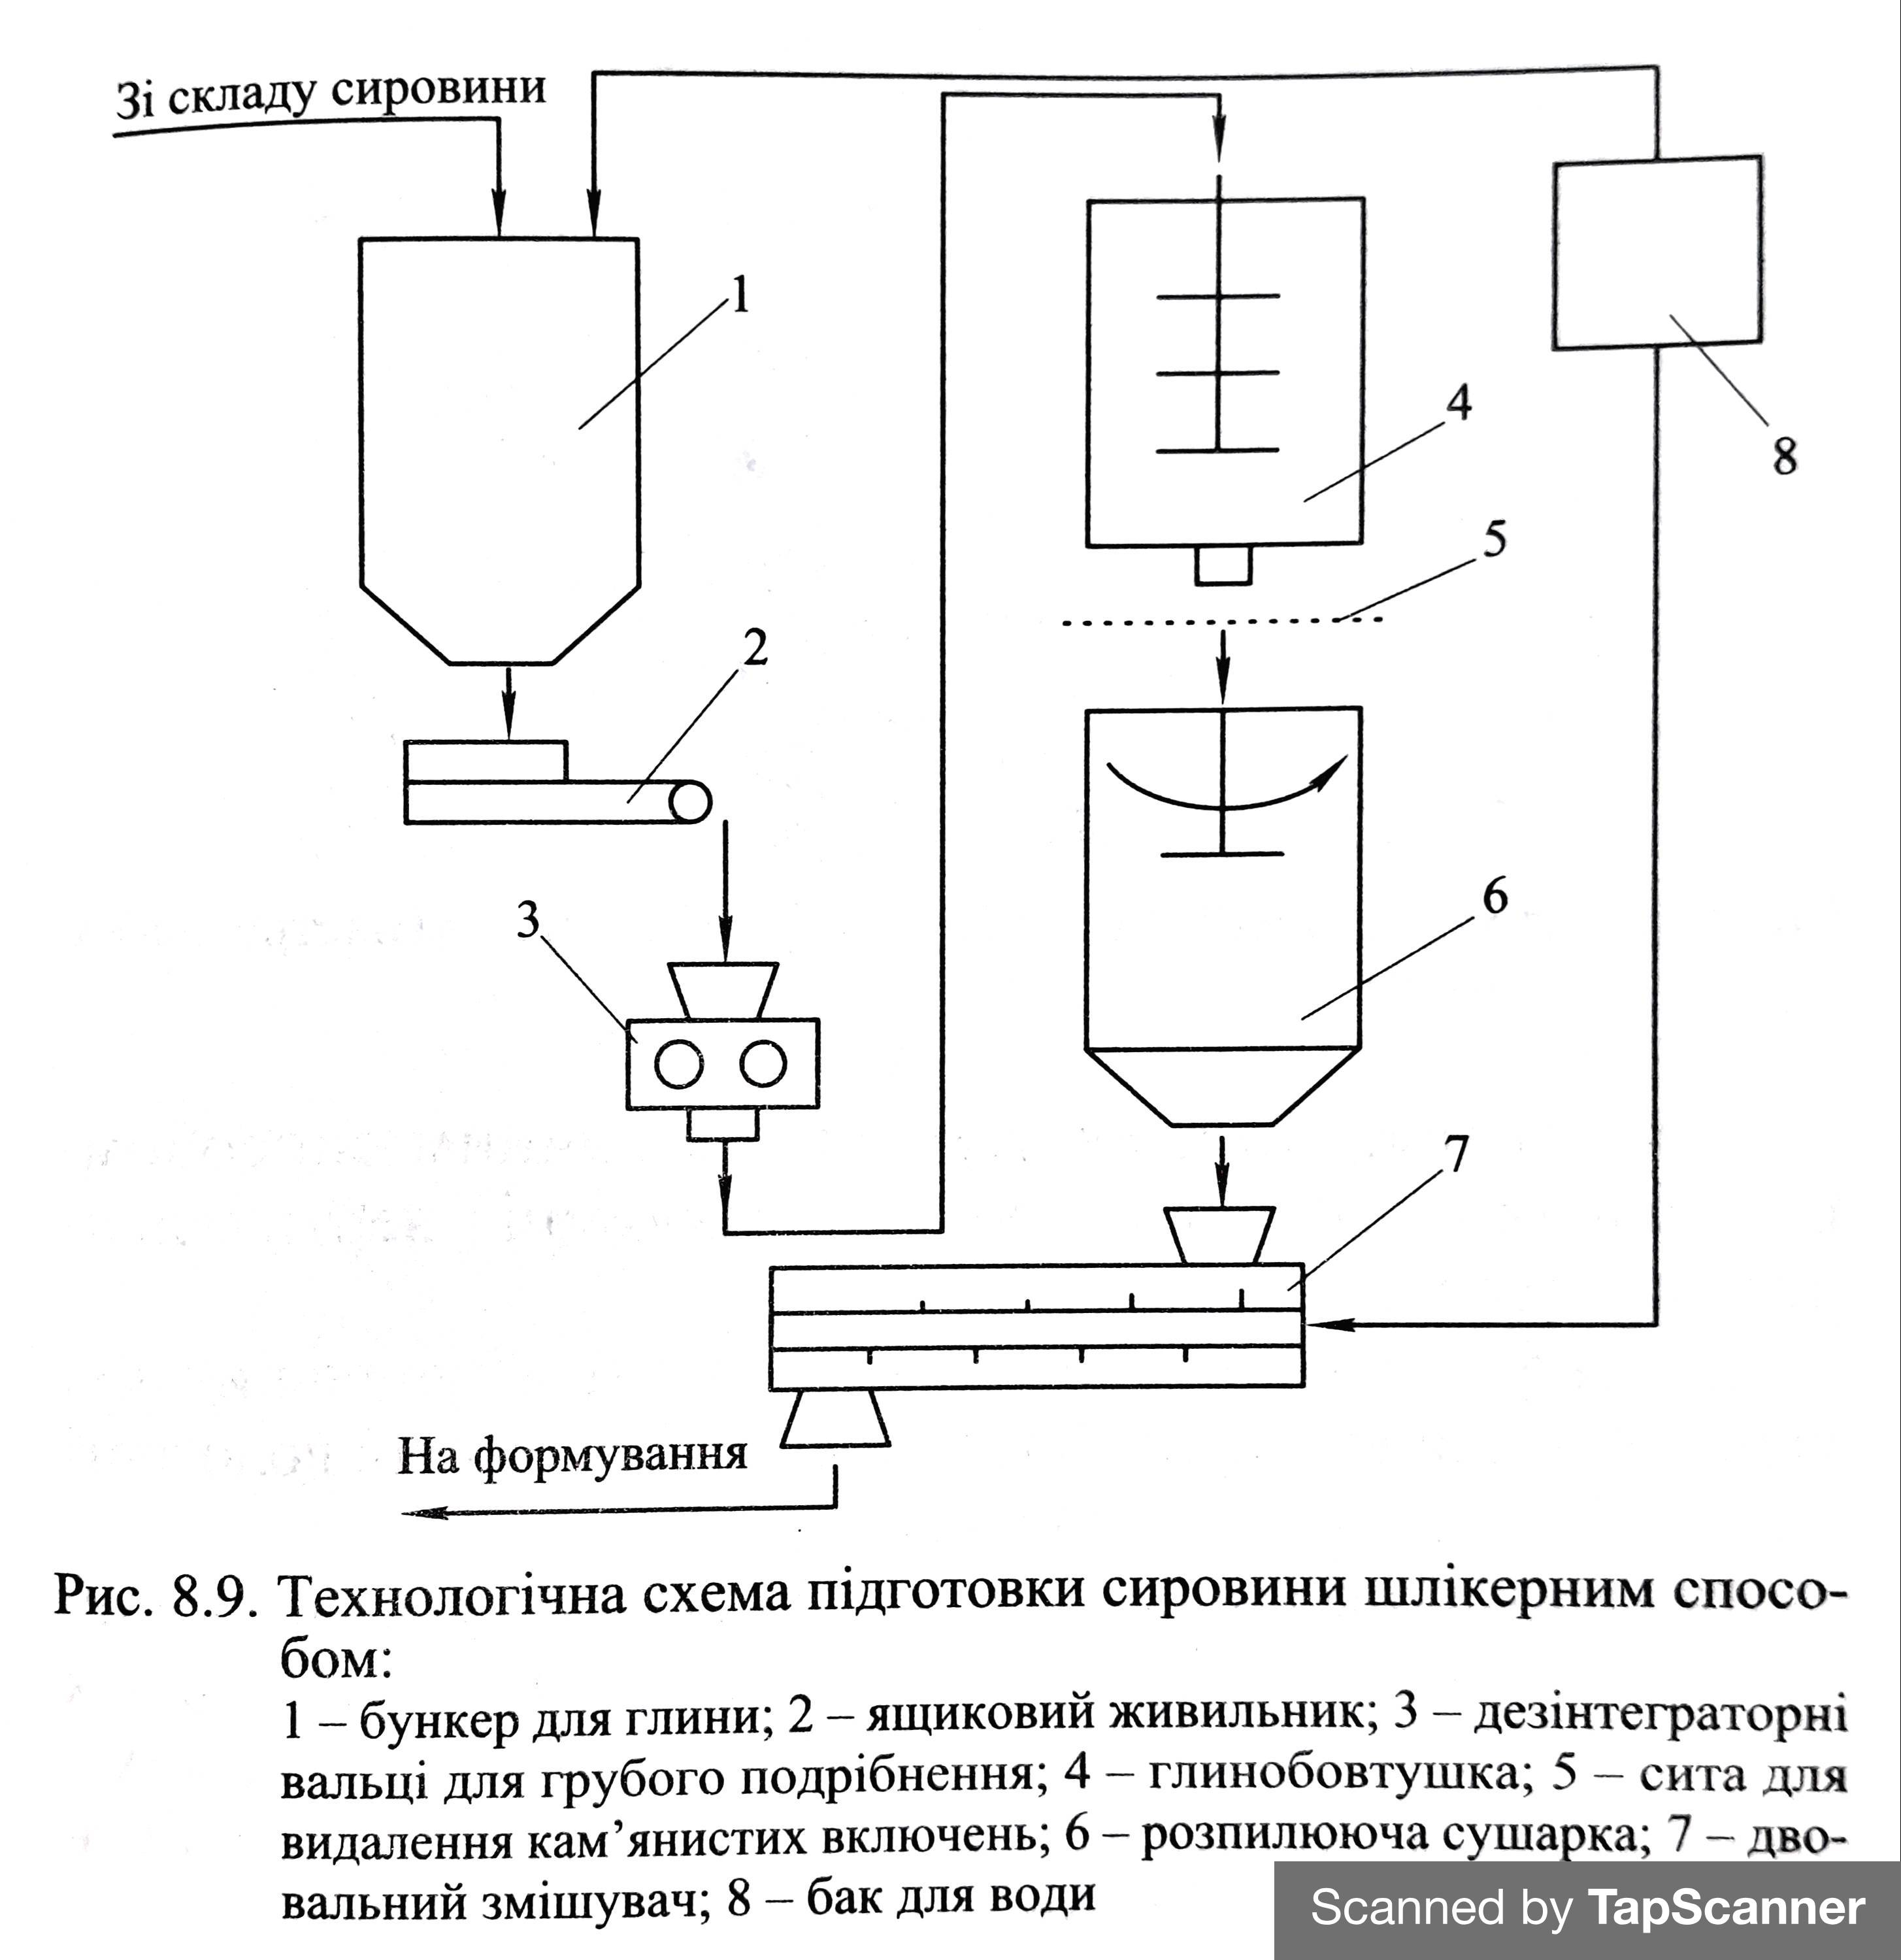 Зі складу сировини
1
2
3
4
5
6
7
8
На формування
Рис. 8.9. Технологічна схема підготовки сировини шлікерним спосо-
бом:
1 – бункер для глини; 2 – ящиковий живильник; 3 – дезінтеграторні
вальці для грубого подрібнення; 4 – глинобовтушка; 5 – сита для
видалення кам’янистих включень; 6 – розпилююча сушарка; 7 – дво-
вальний змішувач; 8 – бак для води
Scanned by TapScanner